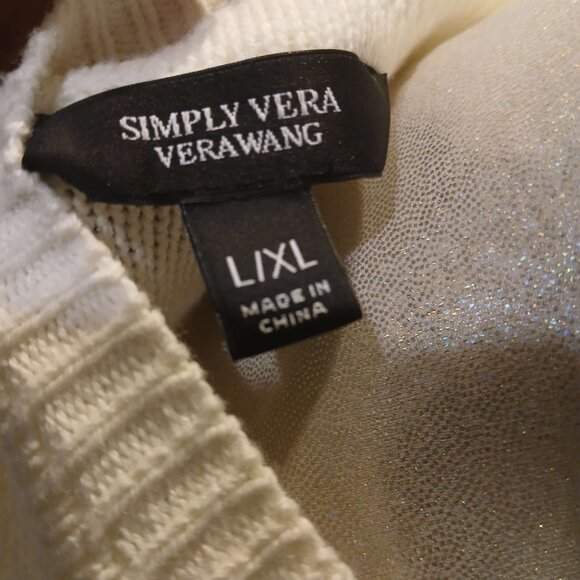 SIMPLY VERA
VERAWANG
L/XL
MADE IN
CHINA